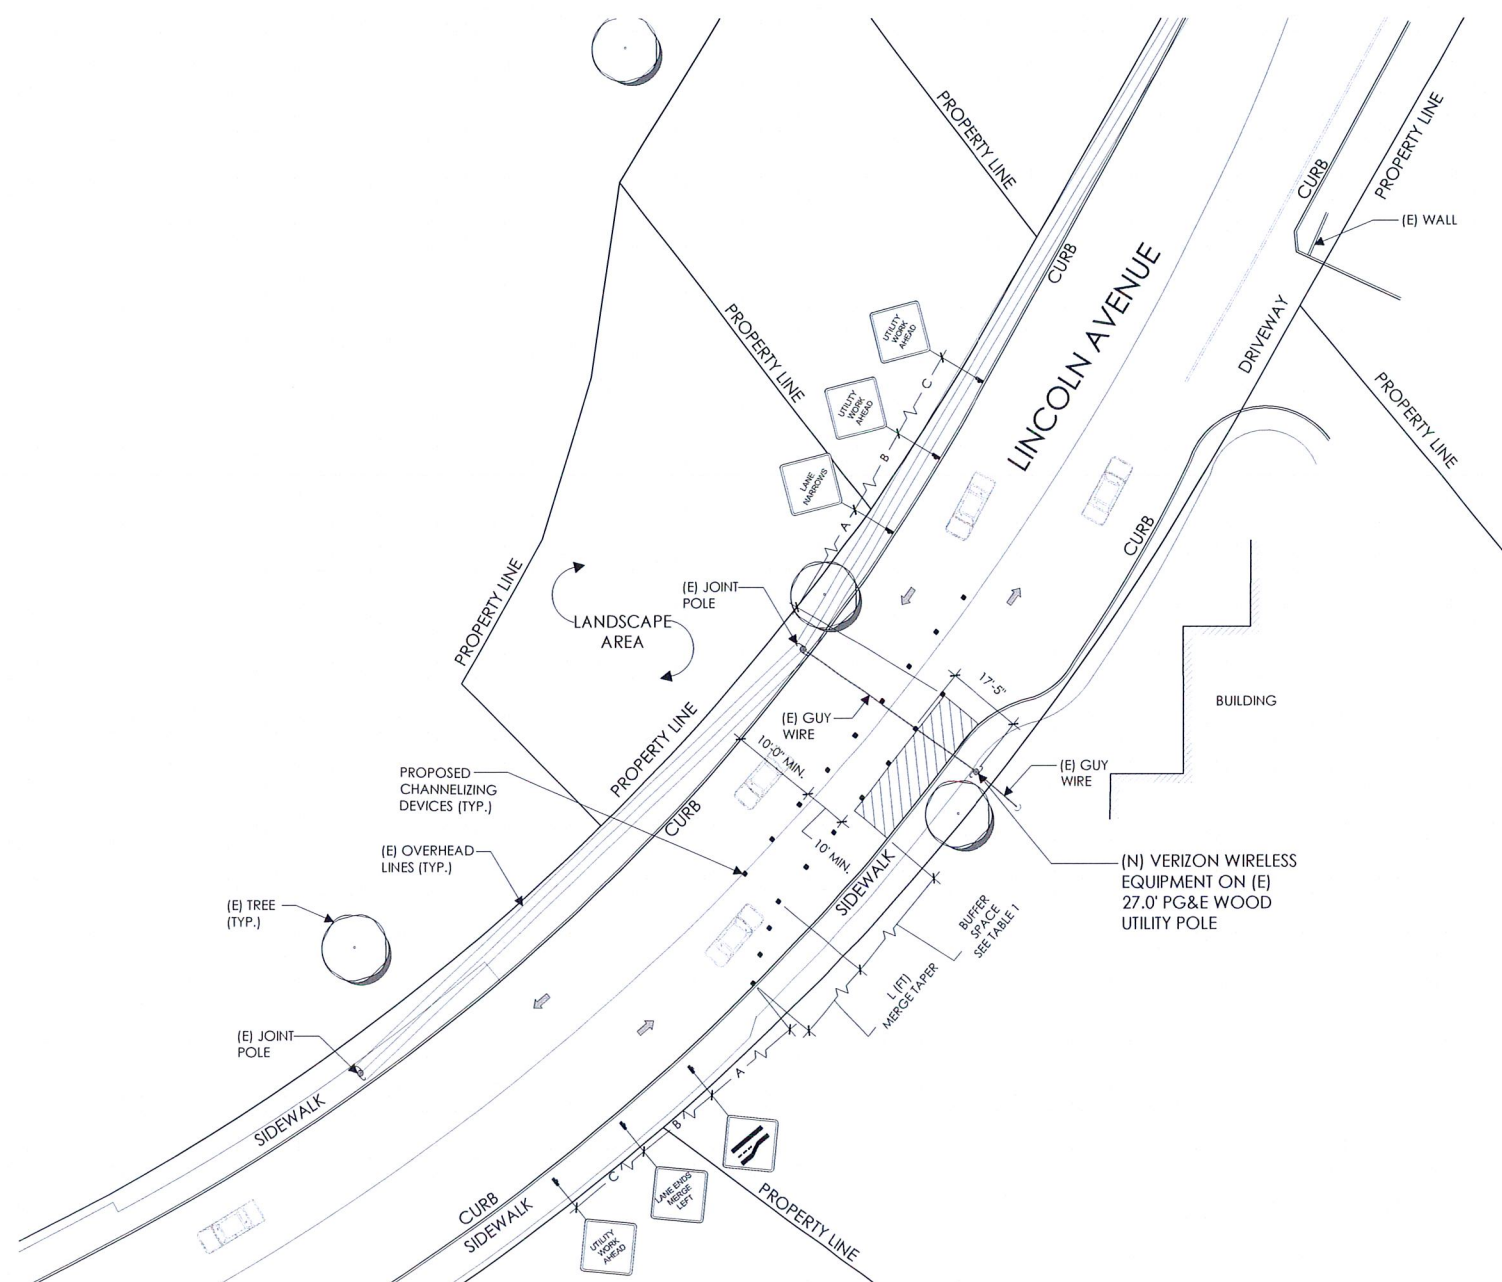 PROPERTY LINE
PROPERTY LINE
CURB
(E) WALL
CURB
LINCOLN AVENUE
DRIVEWAY
PROPERTY LINE
UTILITY
WORK
AHEAD
C
PROPERTY LINE
UTILITY
WORK
AHEAD
B
LANE
NARROWS
A
CURB
PROPERTY LINE
(E) JOINT
POLE
LANDSCAPE
AREA
17'-5"
BUILDING
(E) GUY
WIRE
PROPERTY LINE
10'-0" MIN.
(E) GUY
WIRE
PROPOSED
CHANNELIZING
DEVICES (TYP.)
CURB
10' MIN.
(E) OVERHEAD
LINES (TYP.)
SIDEWALK
(N) VERIZON WIRELESS
EQUIPMENT ON (E)
27.0' PG&E WOOD
UTILITY POLE
(E) TREE
(TYP.)
BUFFER
SPACE
SEE TABLE 1
L (FT)
MERGE TAPER
(E) JOINT
POLE
SIDEWALK
A
B
C
LANE ENDS
MERGE
LEFT
CURB
SIDEWALK
UTILITY
WORK
AHEAD
PROPERTY LINE